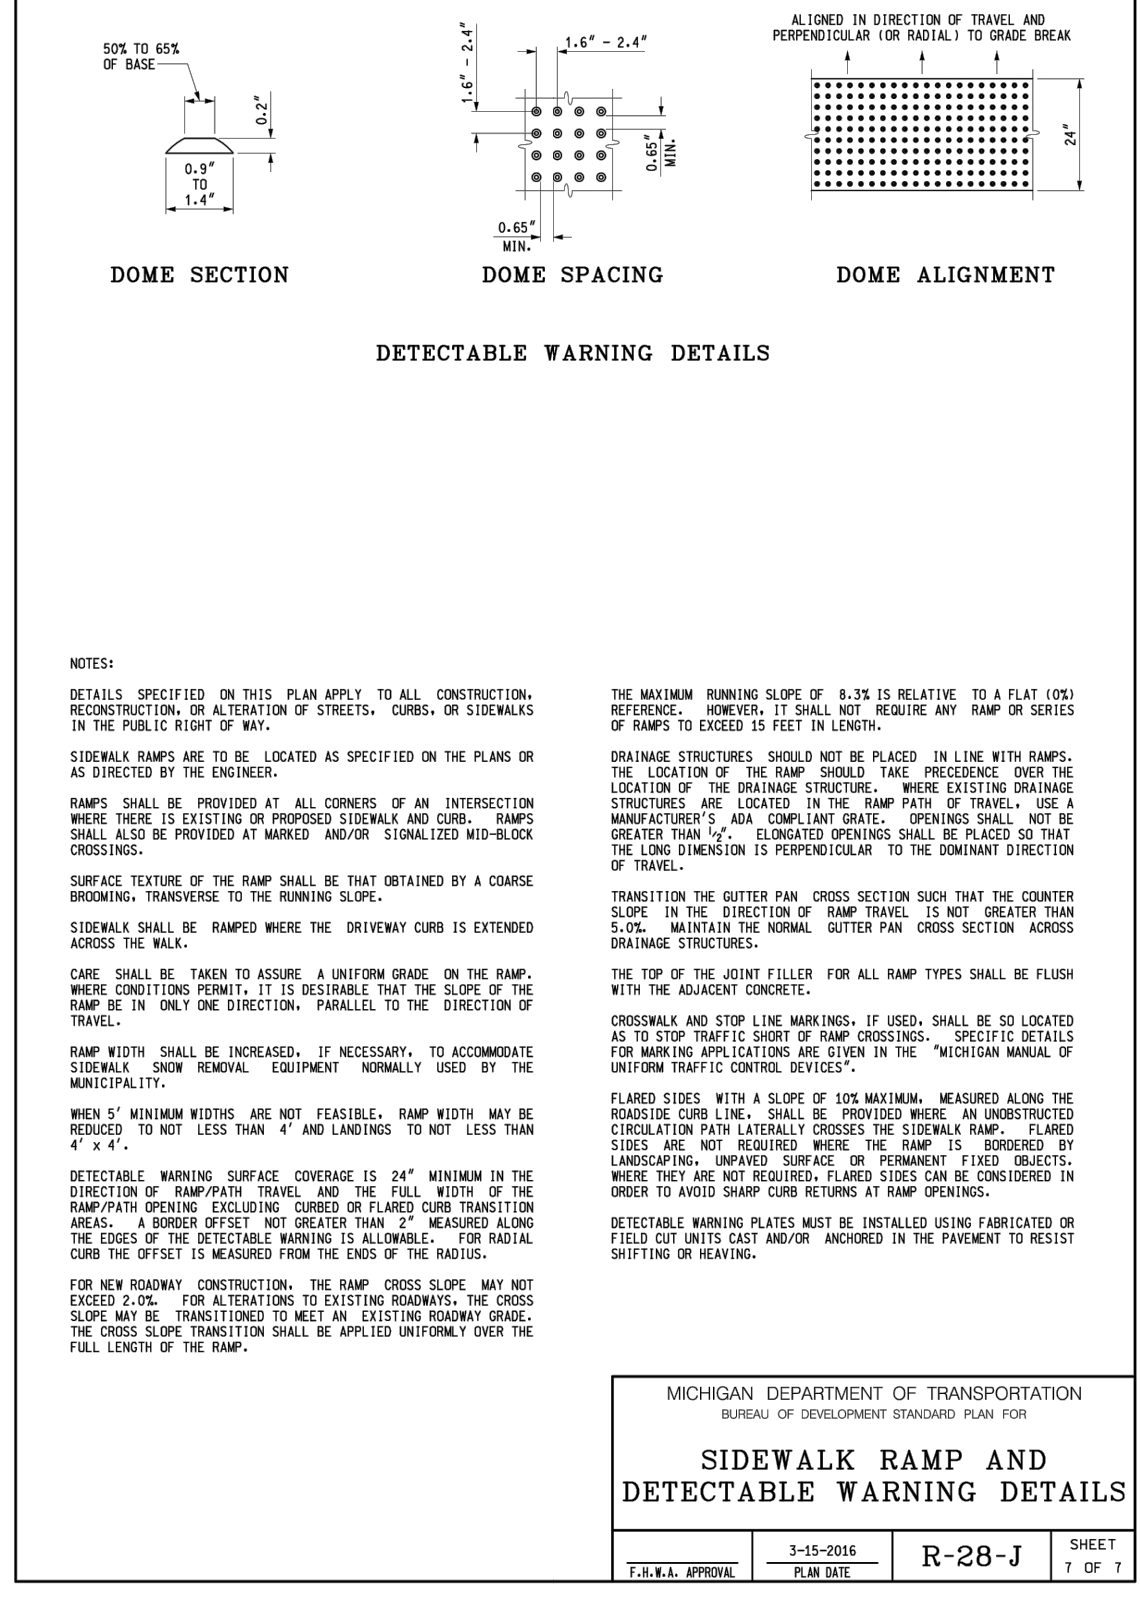 50% TO 65%
OF BASE
0.2"
0.9"
TO
1.4"
DOME SECTION
1.6" - 2.4"
1.6" - 2.4"
0.65"
MIN.
0.65"
MIN.
DOME SPACING
ALIGNED IN DIRECTION OF TRAVEL AND
PERPENDICULAR (OR RADIAL) TO GRADE BREAK
24"
DOME ALIGNMENT
DETECTABLE WARNING DETAILS
NOTES:
DETAILS SPECIFIED ON THIS PLAN APPLY TO ALL CONSTRUCTION,
RECONSTRUCTION, OR ALTERATION OF STREETS, CURBS, OR SIDEWALKS
IN THE PUBLIC RIGHT OF WAY.
SIDEWALK RAMPS ARE TO BE LOCATED AS SPECIFIED ON THE PLANS OR
AS DIRECTED BY THE ENGINEER.
RAMPS SHALL BE PROVIDED AT ALL CORNERS OF AN INTERSECTION
WHERE THERE IS EXISTING OR PROPOSED SIDEWALK AND CURB. RAMPS
SHALL ALSO BE PROVIDED AT MARKED AND/OR SIGNALIZED MID-BLOCK
CROSSINGS.
SURFACE TEXTURE OF THE RAMP SHALL BE THAT OBTAINED BY A COARSE
BROOMING, TRANSVERSE TO THE RUNNING SLOPE.
SIDEWALK SHALL BE RAMPED WHERE THE DRIVEWAY CURB IS EXTENDED
ACROSS THE WALK.
CARE SHALL BE TAKEN TO ASSURE A UNIFORM GRADE ON THE RAMP.
WHERE CONDITIONS PERMIT, IT IS DESIRABLE THAT THE SLOPE OF THE
RAMP BE IN ONLY ONE DIRECTION, PARALLEL TO THE DIRECTION OF
TRAVEL.
RAMP WIDTH SHALL BE INCREASED, IF NECESSARY, TO ACCOMMODATE
SIDEWALK SNOW REMOVAL EQUIPMENT NORMALLY USED BY THE
MUNICIPALITY.
WHEN 5' MINIMUM WIDTHS ARE NOT FEASIBLE, RAMP WIDTH MAY BE
REDUCED TO NOT LESS THAN 4' AND LANDINGS TO NOT LESS THAN
4' x 4'.
DETECTABLE WARNING SURFACE COVERAGE IS 24" MINIMUM IN THE
DIRECTION OF RAMP/PATH TRAVEL AND THE FULL WIDTH OF THE
RAMP/PATH OPENING EXCLUDING CURBED OR FLARED CURB TRANSITION
AREAS. A BORDER OFFSET NOT GREATER THAN 2" MEASURED ALONG
THE EDGES OF THE DETECTABLE WARNING IS ALLOWABLE. FOR RADIAL
CURB THE OFFSET IS MEASURED FROM THE ENDS OF THE RADIUS.
FOR NEW ROADWAY CONSTRUCTION, THE RAMP CROSS SLOPE MAY NOT
EXCEED 2.0%. FOR ALTERATIONS TO EXISTING ROADWAYS, THE CROSS
SLOPE MAY BE TRANSITIONED TO MEET AN EXISTING ROADWAY GRADE.
THE CROSS SLOPE TRANSITION SHALL BE APPLIED UNIFORMLY OVER THE
FULL LENGTH OF THE RAMP.
THE MAXIMUM RUNNING SLOPE OF 8.3% IS RELATIVE TO A FLAT (0%)
REFERENCE. HOWEVER, IT SHALL NOT REQUIRE ANY RAMP OR SERIES
OF RAMPS TO EXCEED 15 FEET IN LENGTH.
DRAINAGE STRUCTURES SHOULD NOT BE PLACED IN LINE WITH RAMPS.
THE LOCATION OF THE RAMP SHOULD TAKE PRECEDENCE OVER THE
LOCATION OF THE DRAINAGE STRUCTURE. WHERE EXISTING DRAINAGE
STRUCTURES ARE LOCATED IN THE RAMP PATH OF TRAVEL, USE A
MANUFACTURER'S ADA COMPLIANT GRATE. OPENINGS SHALL NOT BE
GREATER THAN 1/2". ELONGATED OPENINGS SHALL BE PLACED SO THAT
THE LONG DIMENSION IS PERPENDICULAR TO THE DOMINANT DIRECTION
OF TRAVEL.
TRANSITION THE GUTTER PAN CROSS SECTION SUCH THAT THE COUNTER
SLOPE IN THE DIRECTION OF RAMP TRAVEL IS NOT GREATER THAN
5.0%. MAINTAIN THE NORMAL GUTTER PAN CROSS SECTION ACROSS
DRAINAGE STRUCTURES.
THE TOP OF THE JOINT FILLER FOR ALL RAMP TYPES SHALL BE FLUSH
WITH THE ADJACENT CONCRETE.
CROSSWALK AND STOP LINE MARKINGS, IF USED, SHALL BE SO LOCATED
AS TO STOP TRAFFIC SHORT OF RAMP CROSSINGS. SPECIFIC DETAILS
FOR MARKING APPLICATIONS ARE GIVEN IN THE "MICHIGAN MANUAL OF
UNIFORM TRAFFIC CONTROL DEVICES".
FLARED SIDES WITH A SLOPE OF 10% MAXIMUM, MEASURED ALONG THE
ROADSIDE CURB LINE, SHALL BE PROVIDED WHERE AN UNOBSTRUCTED
CIRCULATION PATH LATERALLY CROSSES THE SIDEWALK RAMP. FLARED
SIDES ARE NOT REQUIRED WHERE THE RAMP IS BORDERED BY
LANDSCAPING, UNPAVED SURFACE OR PERMANENT FIXED OBJECTS.
WHERE THEY ARE NOT REQUIRED, FLARED SIDES CAN BE CONSIDERED IN
ORDER TO AVOID SHARP CURB RETURNS AT RAMP OPENINGS.
DETECTABLE WARNING PLATES MUST BE INSTALLED USING FABRICATED OR
FIELD CUT UNITS CAST AND/OR ANCHORED IN THE PAVEMENT TO RESIST
SHIFTING OR HEAVING.
MICHIGAN DEPARTMENT OF TRANSPORTATION
BUREAU OF DEVELOPMENT STANDARD PLAN FOR
SIDEWALK RAMP AND
DETECTABLE WARNING DETAILS
F.H.W.A. APPROVAL
3-15-2016
PLAN DATE
R-28-J
SHEET
7 OF 7